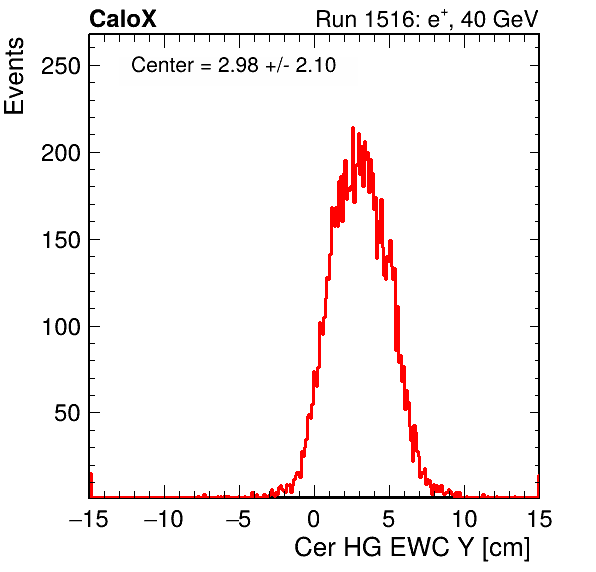 CaloX
Run 1516: e+, 40 GeV
Events
Center = 2.98 +/- 2.10
250
200
150
100
50
−15 −10 −5 0 5 10 15
Cer HG EWC Y [cm]